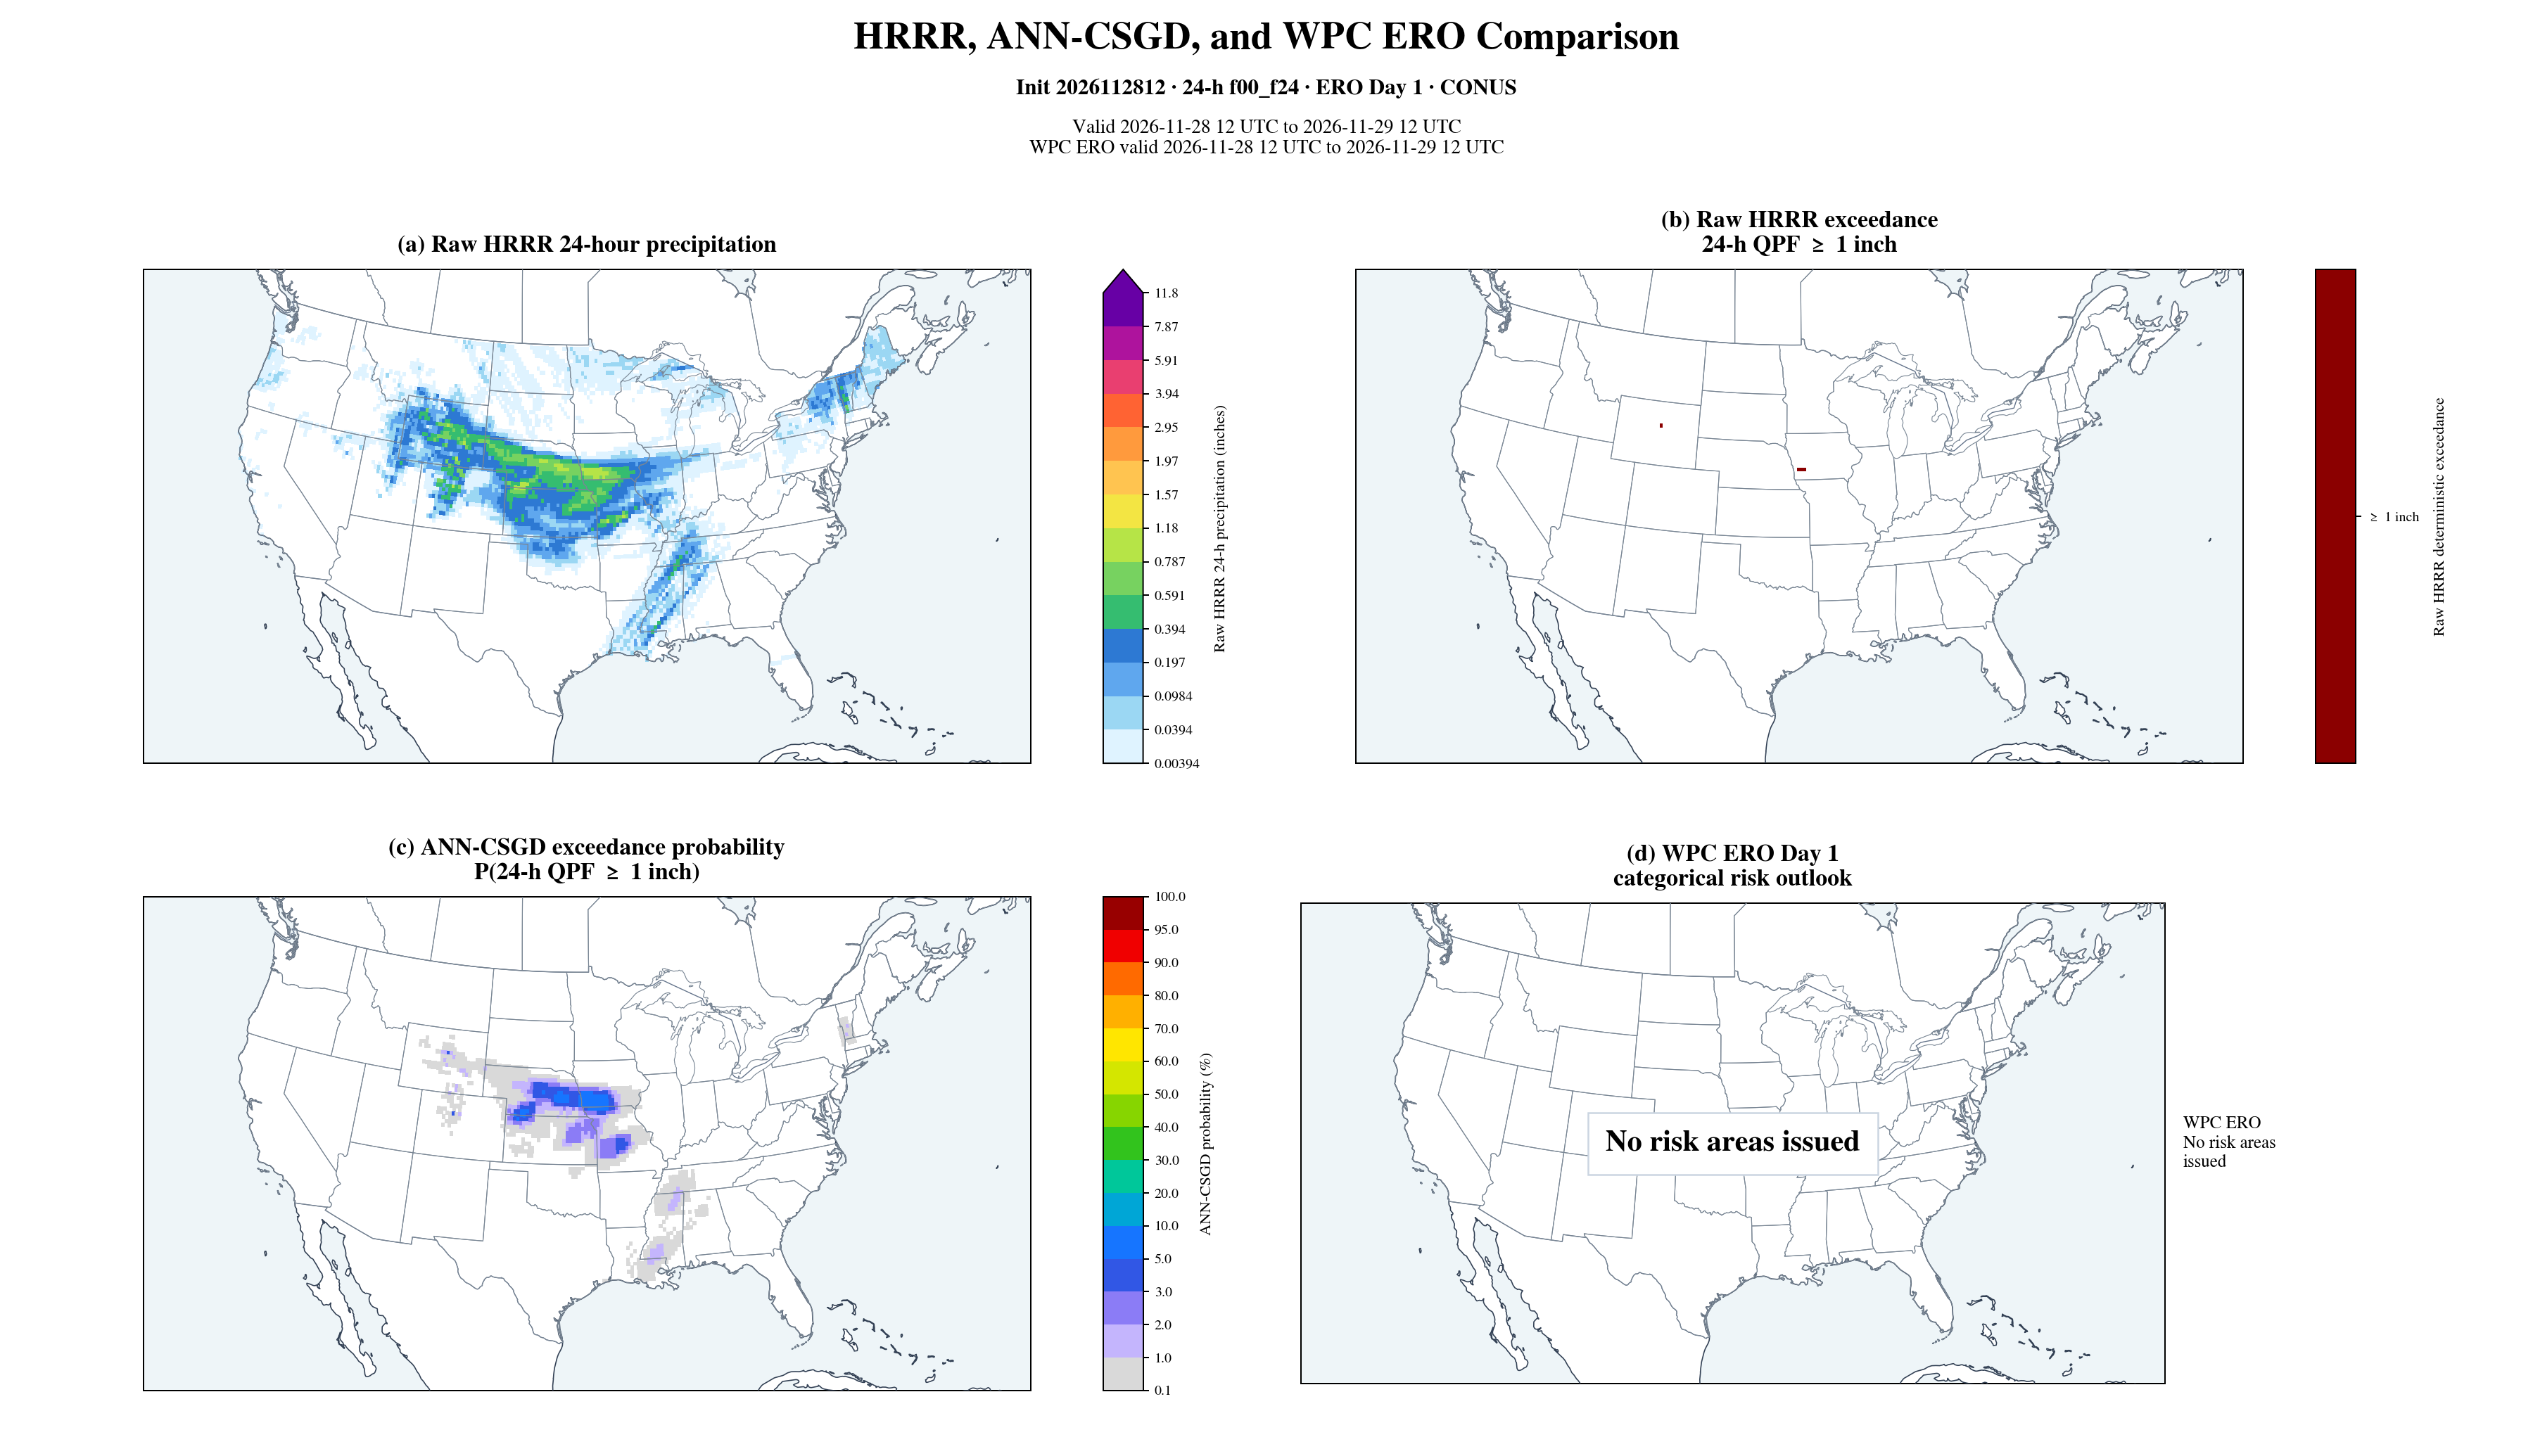 HRRR, ANN-CSGD, and WPC ERO Comparison
Init 2026112812 · 24-h f00_f24 · ERO Day 1 · CONUS
Valid 2026-11-28 12 UTC to 2026-11-29 12 UTC
WPC ERO valid 2026-11-28 12 UTC to 2026-11-29 12 UTC
(a) Raw HRRR 24-hour precipitation
11.8
7.87
5.91
3.94
2.95
1.97
1.57
1.18
0.787
0.591
0.394
0.197
0.0984
0.0394
0.00394
Raw HRRR 24-h precipitation (inches)
(b) Raw HRRR exceedance
24-h QPF ≥ 1 inch
≥ 1 inch
Raw HRRR deterministic exceedance
(c) ANN-CSGD exceedance probability
P(24-h QPF ≥ 1 inch)
100.0
95.0
90.0
80.0
70.0
60.0
50.0
40.0
30.0
20.0
10.0
5.0
3.0
2.0
1.0
0.1
ANN-CSGD probability (%)
(d) WPC ERO Day 1
categorical risk outlook
No risk areas issued
WPC ERO
No risk areas
issued